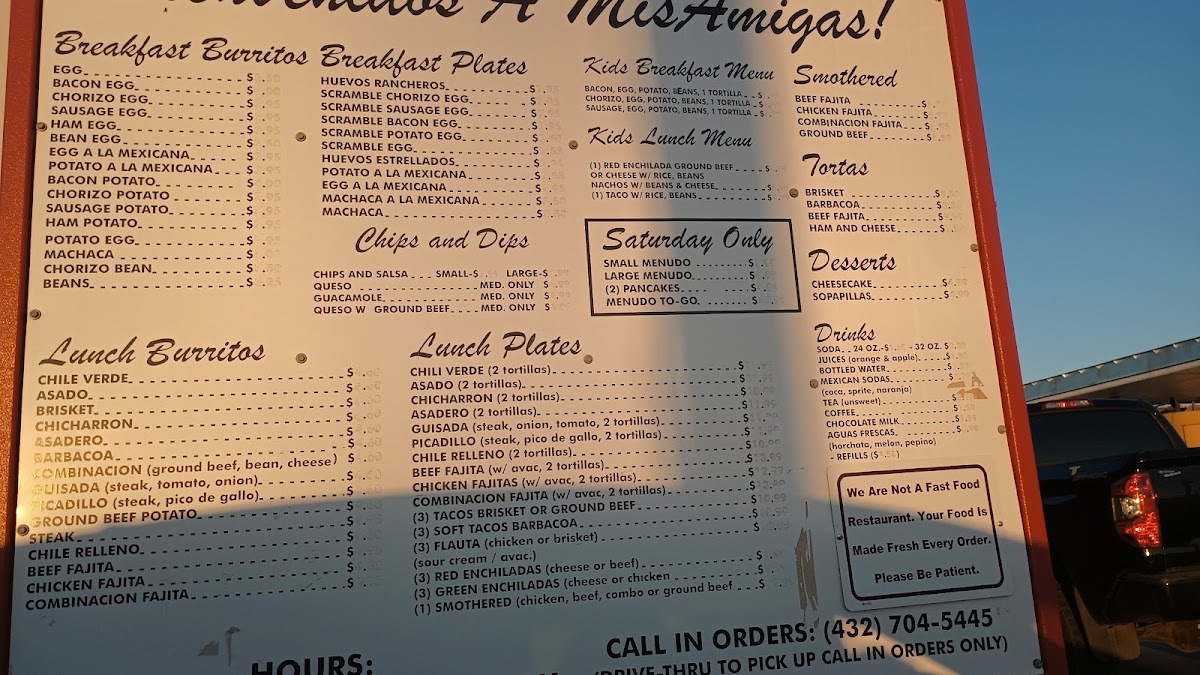 A MisAmigas!
Breakfast Burritos
EGG $
BACON EGG $
CHORIZO EGG $
SAUSAGE EGG $
HAM EGG $
BEAN EGG $
EGG A LA MEXICANA $
POTATO A LA MEXICANA $
BACON POTATO $
CHORIZO POTATO $
SAUSAGE POTATO $
HAM POTATO $
POTATO EGG $
MACHACA $
CHORIZO BEAN $
BEANS $
Breakfast Plates
HUEVOS RANCHEROS $
SCRAMBLE CHORIZO EGG $
SCRAMBLE SAUSAGE EGG $
SCRAMBLE BACON EGG $
SCRAMBLE POTATO EGG $
SCRAMBLE EGG $
HUEVOS ESTRELLADOS $
POTATO A LA MEXICANA $
EGG A LA MEXICANA $
MACHACA A LA MEXICANA $
MACHACA $
Chips and Dips
CHIPS AND SALSA SMALL-$ LARGE-$
QUESO MED. ONLY $
GUACAMOLE MED. ONLY $
QUESO W GROUND BEEF MED. ONLY $
Kids Breakfast Menu
BACON, EGG, POTATO, BEANS, 1 TORTILLA $
CHORIZO, EGG, POTATO, BEANS, 1 TORTILLA $
SAUSAGE, EGG, POTATO, BEANS, 1 TORTILLA $
Kids Lunch Menu
(1) RED ENCHILADA GROUND BEEF $
OR CHEESE W/ RICE, BEANS
NACHOS W/ BEANS & CHEESE $
(1) TACO W/ RICE, BEANS $
Saturday Only
SMALL MENUDO $
LARGE MENUDO $
(2) PANCAKES $
MENUDO TO-GO $
Smothered
BEEF FAJITA $
CHICKEN FAJITA $
COMBINACION FAJITA $
GROUND BEEF $
Tortas
BRISKET $
BARBACOA $
BEEF FAJITA $
HAM AND CHEESE $
Desserts
CHEESECAKE $
SOPAPILLAS $
Drinks
SODA 24 OZ.-$ - 32 OZ. $
JUICES (orange & apple) $
BOTTLED WATER $
MEXICAN SODAS $
(coca, sprite, naranja)
TEA (unsweet) $
COFFEE $
CHOCOLATE MILK $
AGUAS FRESCAS $
(horchata, melon, pepino)
- REFILLS ($ .50)
Lunch Burritos
CHILE VERDE $
ASADO $
BRISKET $
CHICHARRON $
ASADERO $
BARBACOA $
COMBINACION (ground beef, bean, cheese) $
GUISADA (steak, tomato, onion) $
PICADILLO (steak, pico de gallo) $
GROUND BEEF POTATO $
STEAK $
CHILE RELLENO $
BEEF FAJITA $
CHICKEN FAJITA $
COMBINACION FAJITA $
Lunch Plates
CHILI VERDE (2 tortillas) $
ASADO (2 tortillas) $
CHICHARRON (2 tortillas) $
ASADERO (2 tortillas) $
GUISADA (steak, onion, tomato, 2 tortillas) $
PICADILLO (steak, pico de gallo, 2 tortillas) $
CHILE RELLENO (2 tortillas) $
BEEF FAJITA (w/ avac, 2 tortillas) $
CHICKEN FAJITAS (w/ avac, 2 tortillas) $
COMBINACION FAJITA (w/ avac, 2 tortillas) $
(3) TACOS BRISKET OR GROUND BEEF $
(3) SOFT TACOS BARBACOA $
(3) FLAUTA (chicken or brisket) $
(sour cream / avac.)
(3) RED ENCHILADAS (cheese or beef) $
(3) GREEN ENCHILADAS (cheese or chicken $
(1) SMOTHERED (chicken, beef, combo or ground beef $
We Are Not A Fast Food
Restaurant. Your Food Is
Made Fresh Every Order.
Please Be Patient.
CALL IN ORDERS: (432) 704-5445
(DRIVE-THRU TO PICK UP CALL IN ORDERS ONLY)
HOURS: